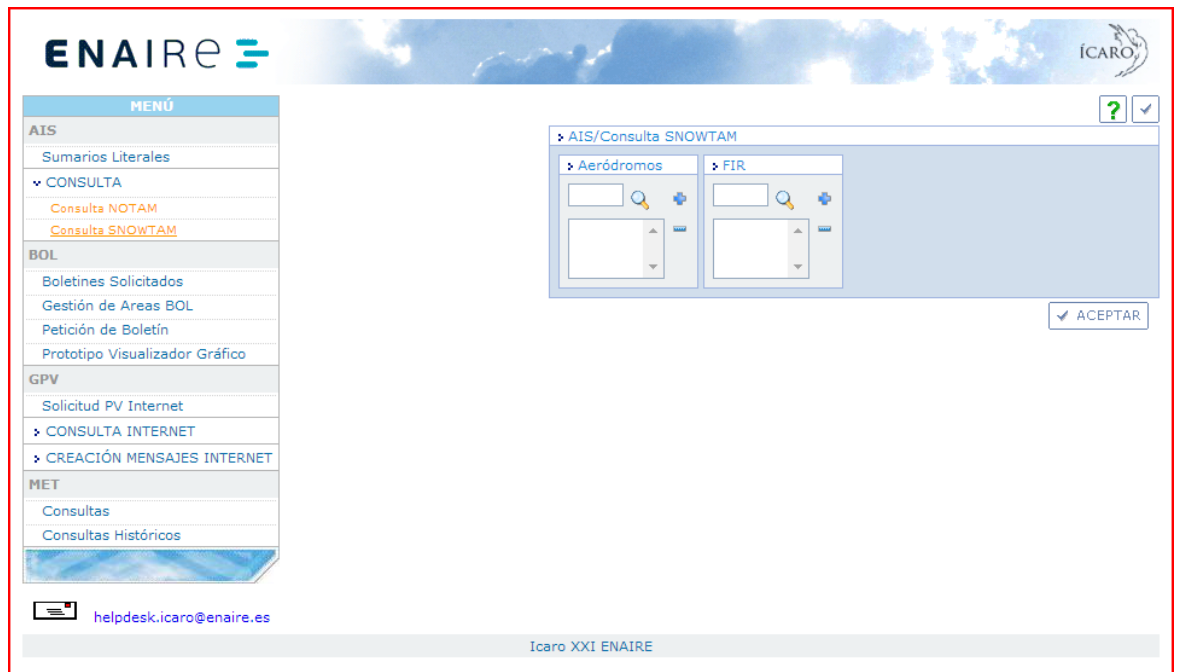 ENAIRe
ÍCARO
MENÚ
AIS
Sumarios Literales
CONSULTA
Consulta NOTAM
Consulta SNOWTAM
BOL
Boletines Solicitados
Gestión de Areas BOL
Petición de Boletín
Prototipo Visualizador Gráfico
GPV
Solicitud PV Internet
CONSULTA INTERNET
CREACIÓN MENSAJES INTERNET
MET
Consultas
Consultas Históricos
helpdesk.icaro@enaire.es
?
AIS/Consulta SNOWTAM
Aeródromos
FIR
ACEPTAR
Icaro XXI ENAIRE